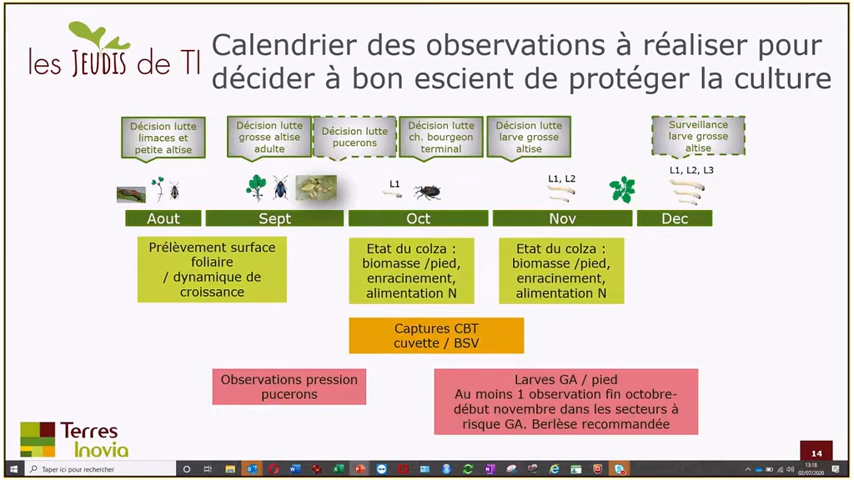 les JEUDIS de TI
Calendrier des observations à réaliser pour
décider à bon escient de protéger la culture
Décision lutte
limaces et
petite altise
Décision lutte
grosse altise
adulte
Décision lutte
pucerons
Décision lutte
ch. bourgeon
terminal
Décision lutte
larve grosse
altise
Surveillance
larve grosse
altise
L1
L1, L2
L1, L2, L3
Aout
Sept
Oct
Nov
Dec
Prélèvement surface
foliaire
/ dynamique de
croissance
Etat du colza :
biomasse /pied,
enracinement,
alimentation N
Etat du colza :
biomasse /pied,
enracinement,
alimentation N
Captures CBT
cuvette / BSV
Observations pression
pucerons
Larves GA / pied
Au moins 1 observation fin octobre-
début novembre dans les secteurs à
risque GA. Berlèse recommandée
Terres
Inovia
14
Taper ici pour rechercher
13:18
02/07/2020